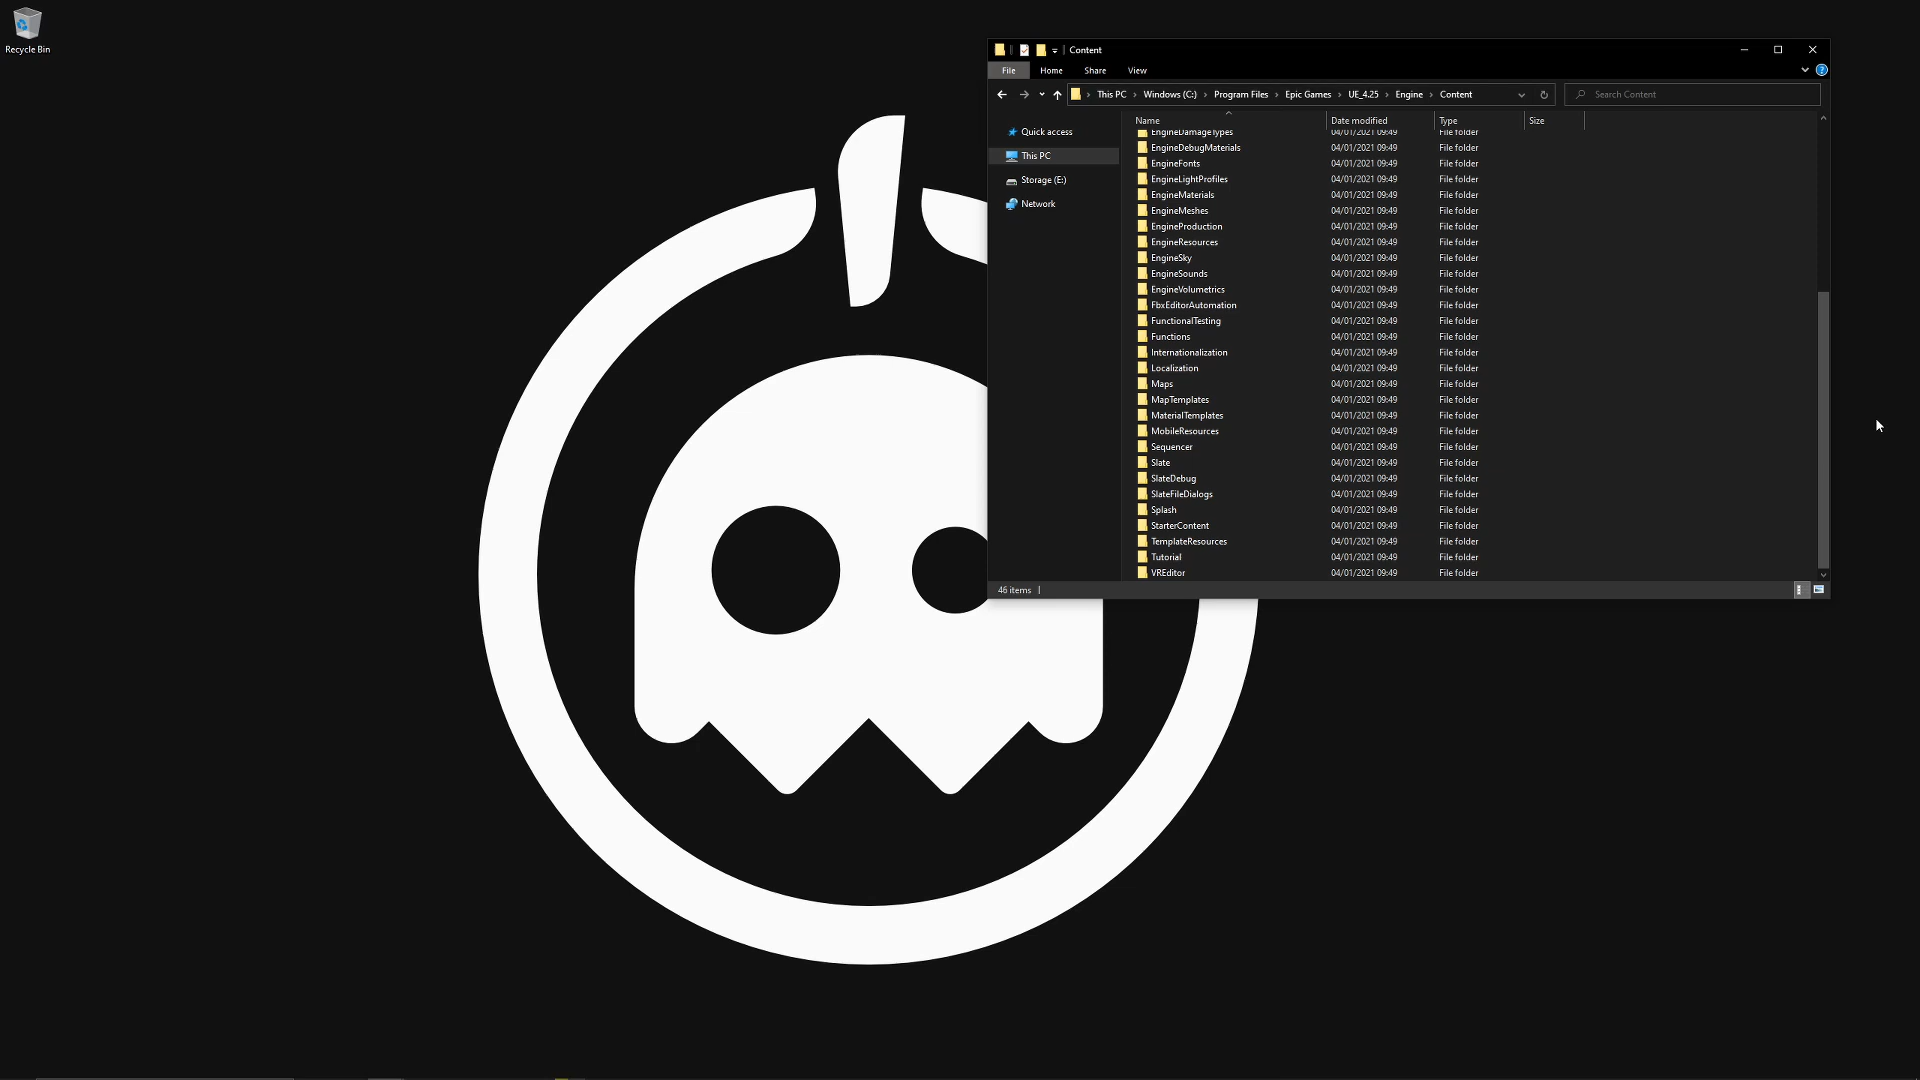 Recycle Bin
Content
File Home Share View
This PC Windows (C:) Program Files Epic Games UE_4.25 Engine Content
Search Content
Quick access
This PC
Storage (E:)
Network
Name Date modified Type Size
EngineDamageTypes 04/01/2021 09:49 File folder
EngineDebugMaterials 04/01/2021 09:49 File folder
EngineFonts 04/01/2021 09:49 File folder
EngineLightProfiles 04/01/2021 09:49 File folder
EngineMaterials 04/01/2021 09:49 File folder
EngineMeshes 04/01/2021 09:49 File folder
EngineProduction 04/01/2021 09:49 File folder
EngineResources 04/01/2021 09:49 File folder
EngineSky 04/01/2021 09:49 File folder
EngineSounds 04/01/2021 09:49 File folder
EngineVolumetrics 04/01/2021 09:49 File folder
FbxEditorAutomation 04/01/2021 09:49 File folder
FunctionalTesting 04/01/2021 09:49 File folder
Functions 04/01/2021 09:49 File folder
Internationalization 04/01/2021 09:49 File folder
Localization 04/01/2021 09:49 File folder
Maps 04/01/2021 09:49 File folder
MapTemplates 04/01/2021 09:49 File folder
MaterialTemplates 04/01/2021 09:49 File folder
MobileResources 04/01/2021 09:49 File folder
Sequencer 04/01/2021 09:49 File folder
Slate 04/01/2021 09:49 File folder
SlateDebug 04/01/2021 09:49 File folder
SlateFileDialogs 04/01/2021 09:49 File folder
Splash 04/01/2021 09:49 File folder
StarterContent 04/01/2021 09:49 File folder
TemplateResources 04/01/2021 09:49 File folder
Tutorial 04/01/2021 09:49 File folder
VREditor 04/01/2021 09:49 File folder
46 items